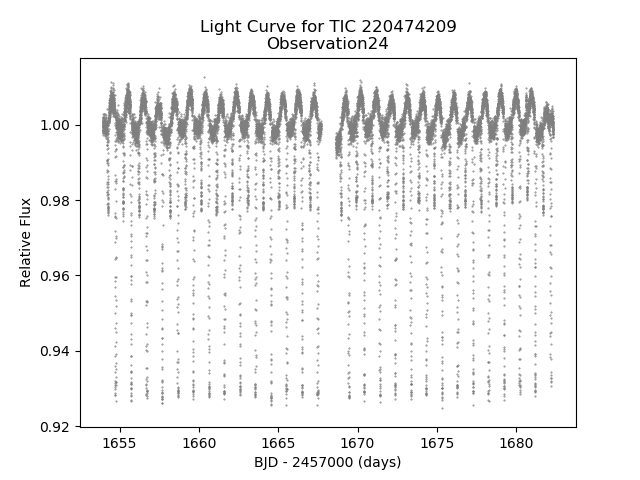 Light Curve for TIC 220474209
Observation24
1.00
0.98
0.96
0.94
0.92
Relative Flux
1655
1660
1665
1670
1675
1680
BJD - 2457000 (days)